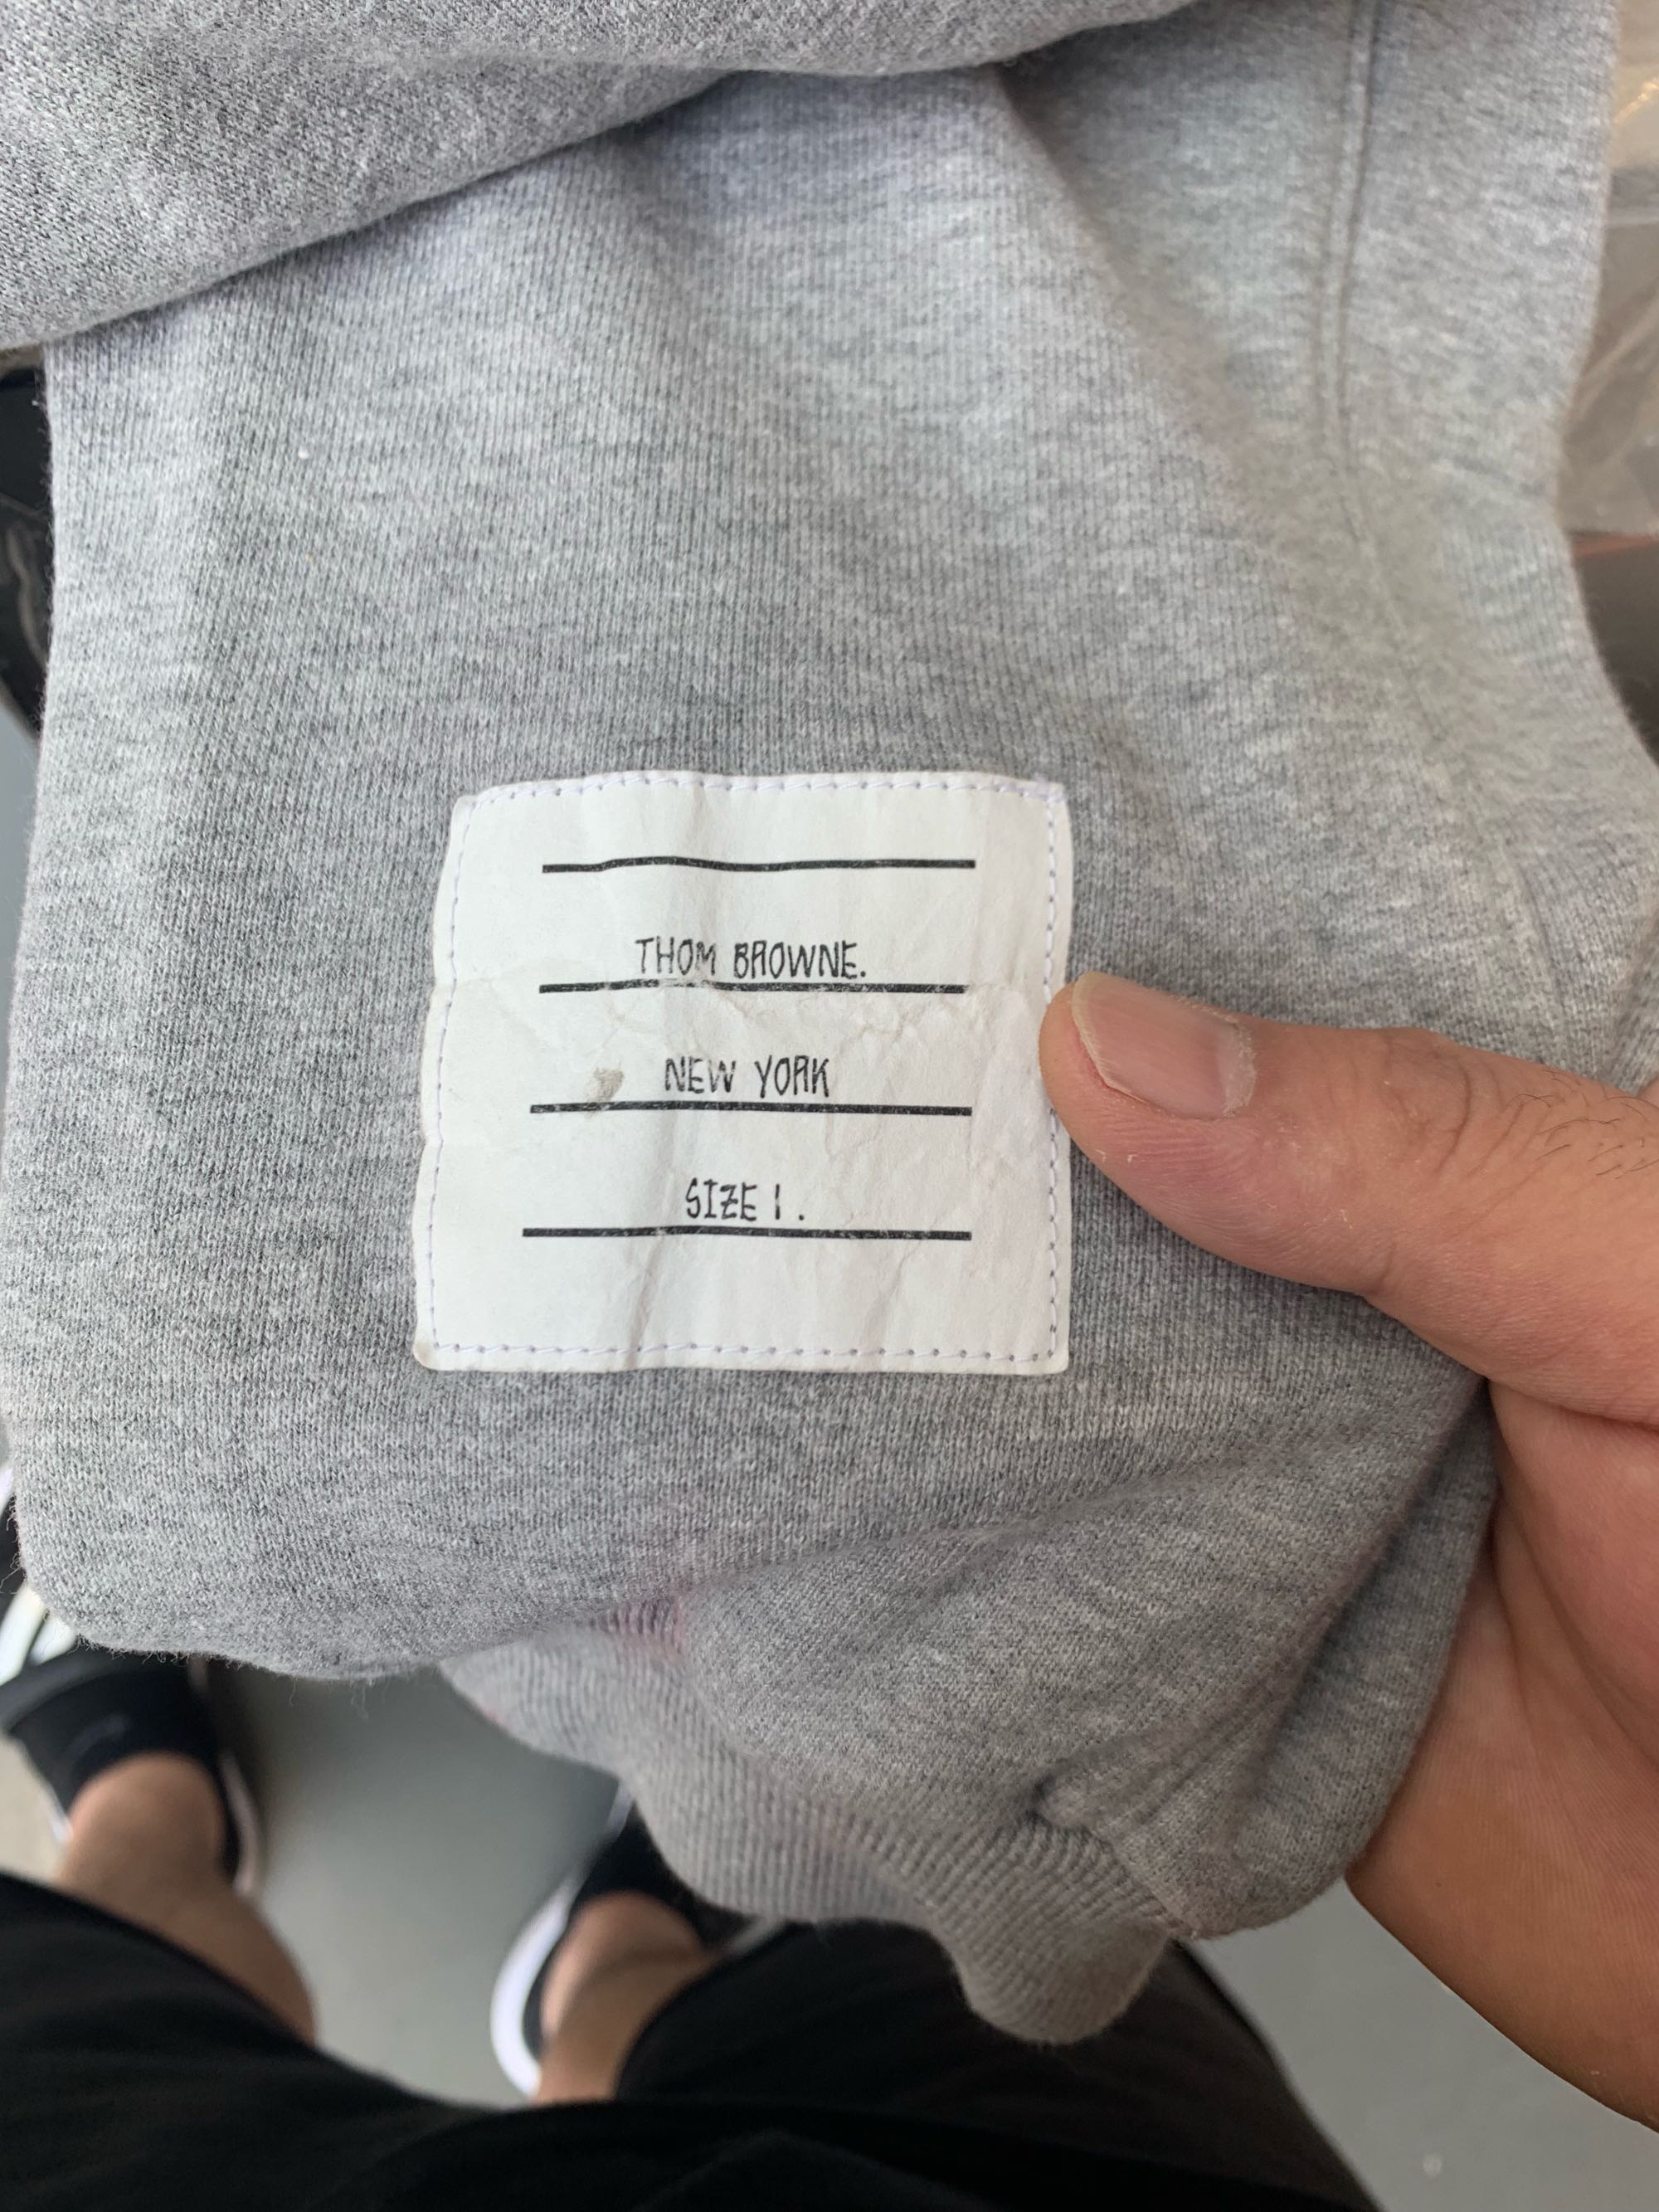 THOM BROWNE.
NEW YORK
SIZE 1.